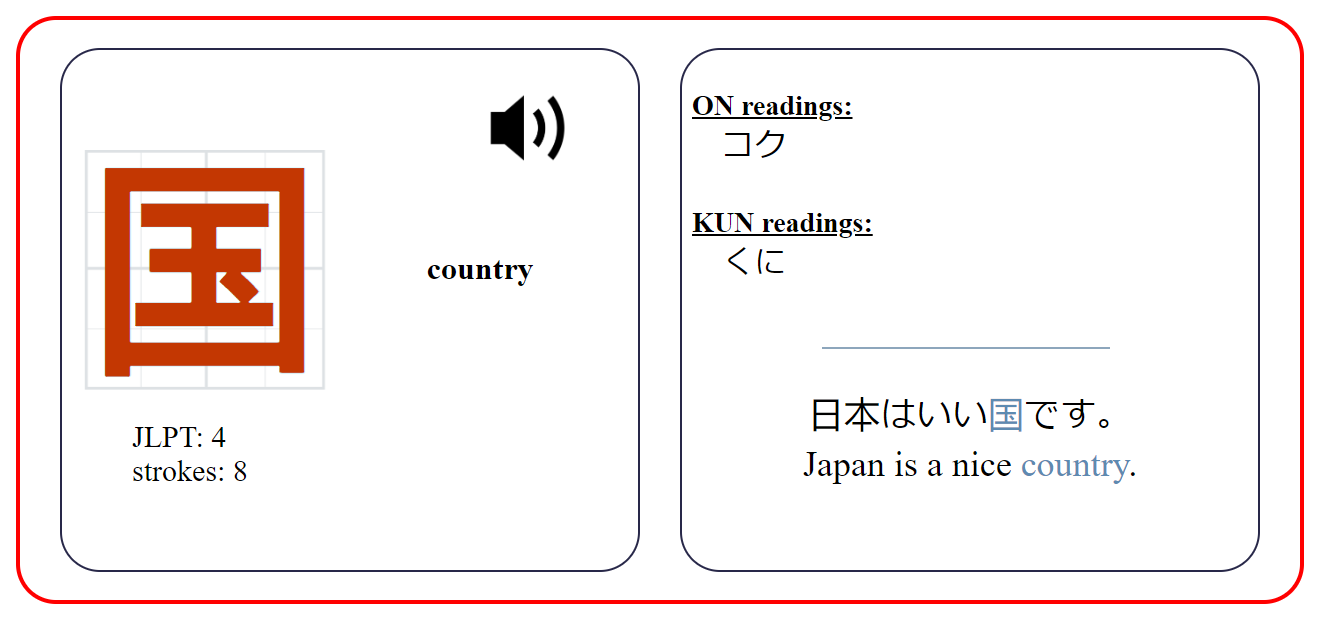 国
country
JLPT: 4
strokes: 8
ON readings:
コク
KUN readings:
くに
日本はいい国です。
Japan is a nice country.